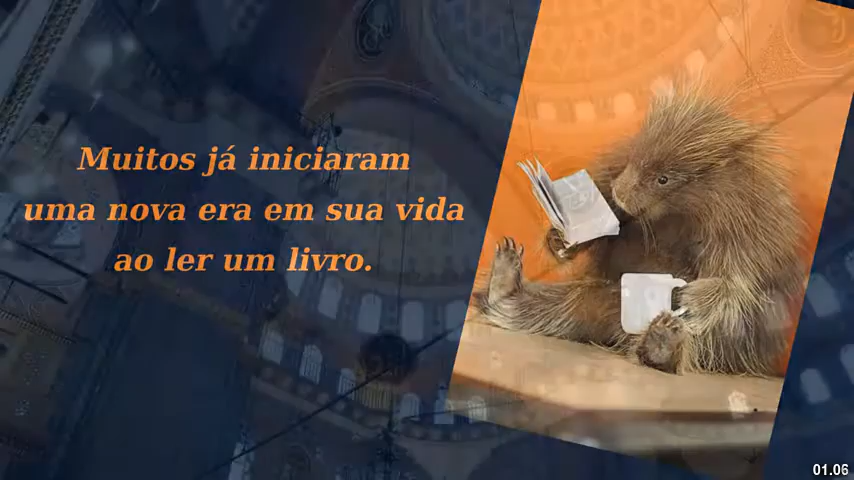 Muitos já iniciaram
uma nova era em sua vida
ao ler um livro.
01.06